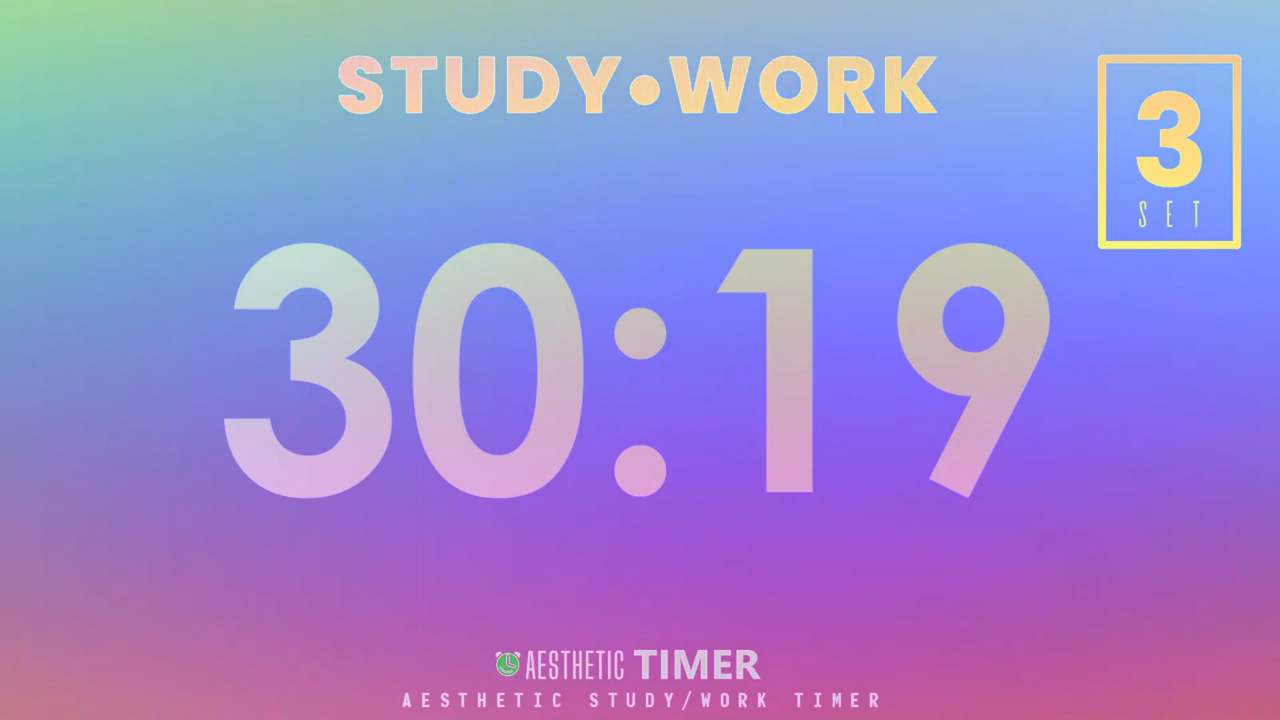 STUDY•WORK
3
SET
30:19
AESTHETIC TIMER
AESTHETIC STUDY/WORK TIMER